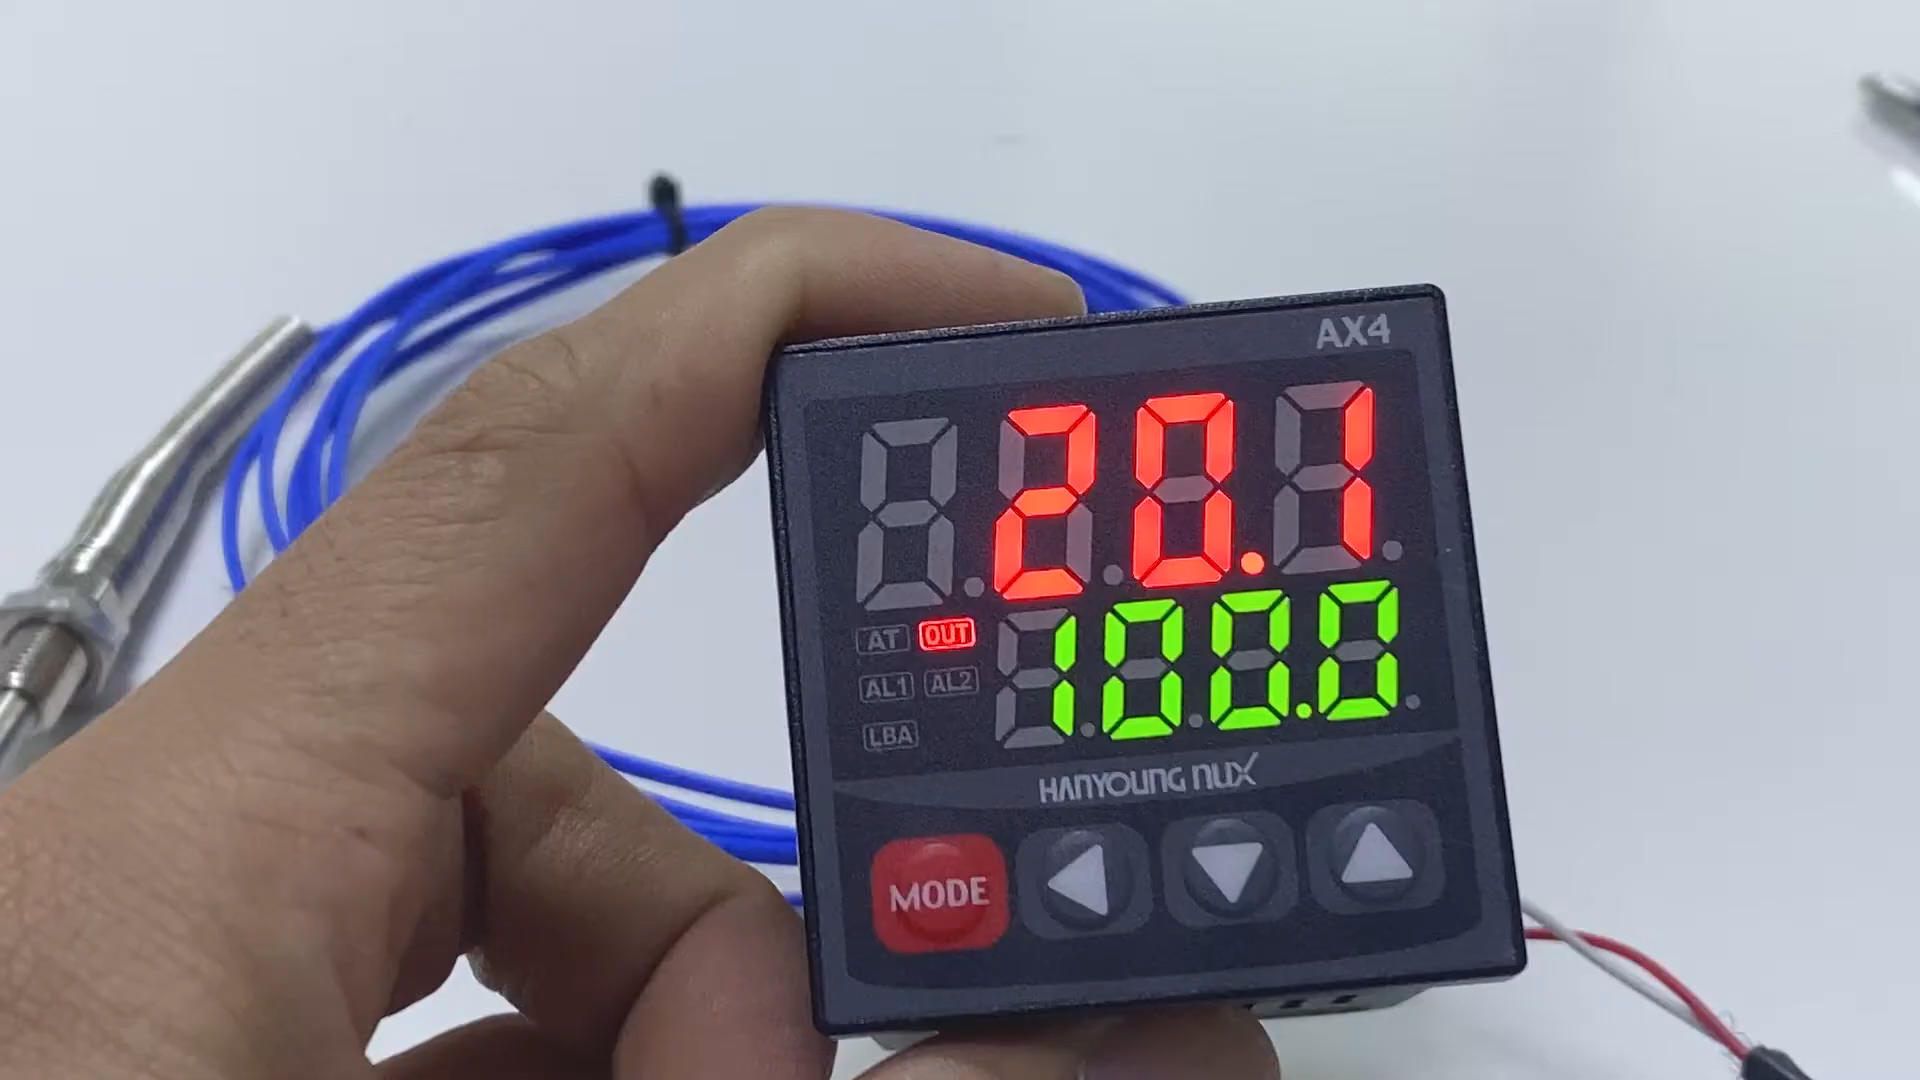 AX4
20.1
AT OUT 100.0
AL1 AL2
LBA
HANYOUNG NUX
MODE